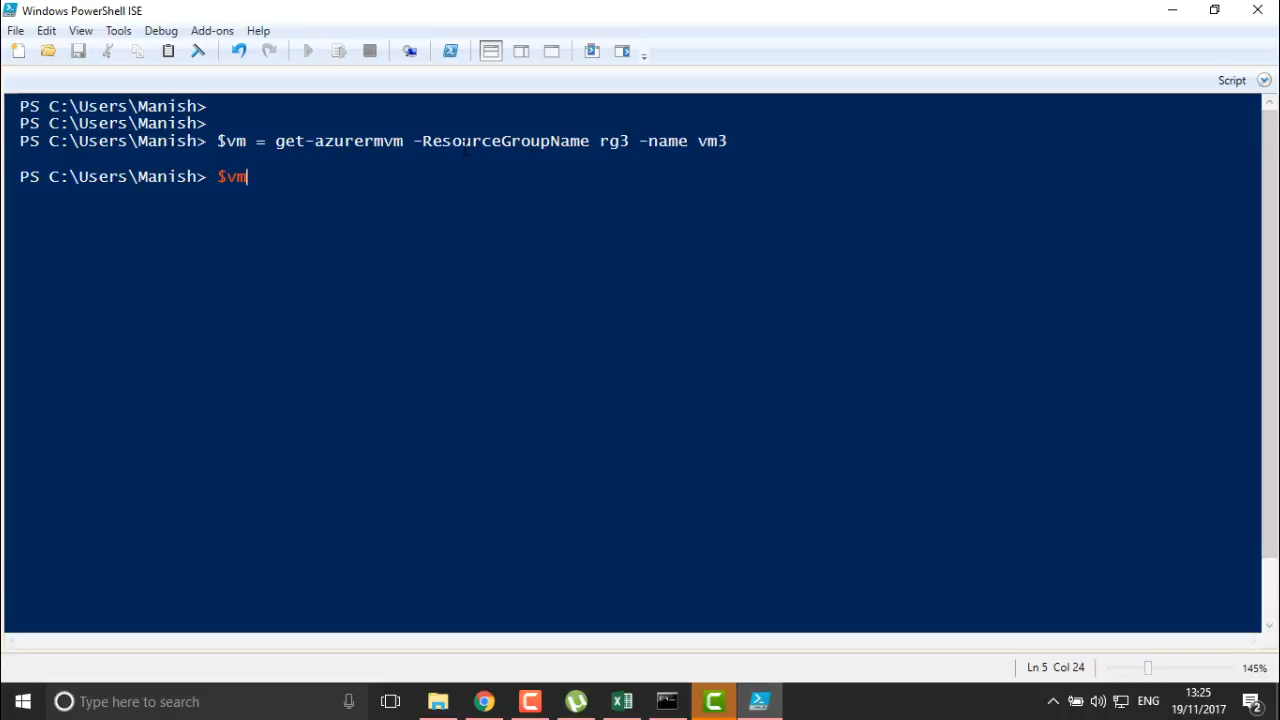 Windows PowerShell ISE
File Edit View Tools Debug Add-ons Help
Script
PS C:\Users\Manish>
PS C:\Users\Manish>
PS C:\Users\Manish> $vm = get-azurermvm -ResourceGroupName rg3 -name vm3
PS C:\Users\Manish> $vm
Ln 5 Col 24 145%
Type here to search
ENG
13:25
19/11/2017
2